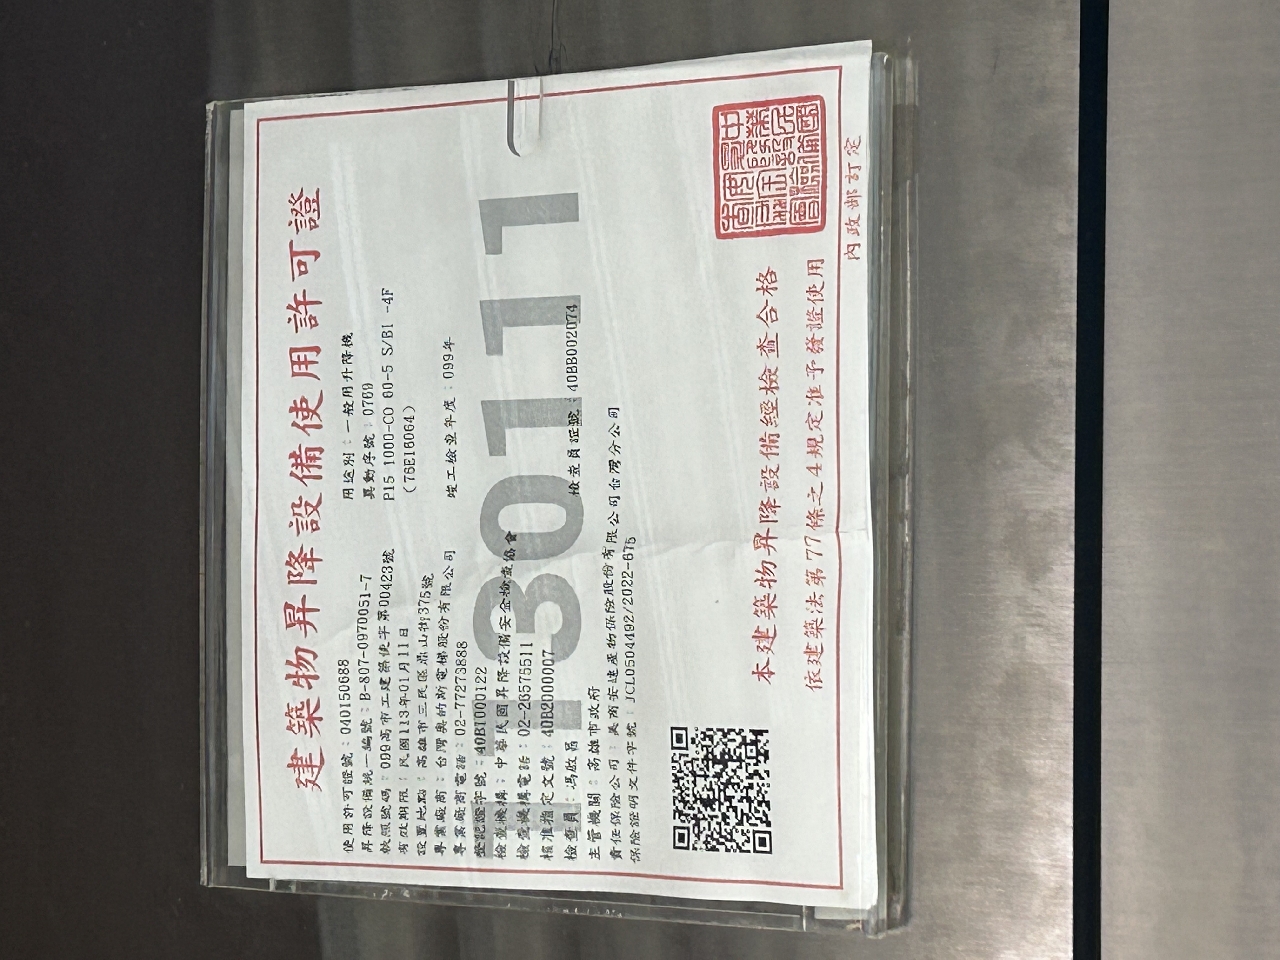 建築物昇降設備使用許可證
使用許可證號：040150688
用途別：一般用升降機
昇降設備統一編號：B-807-0970051-7
異動序號：0769
執照號碼：099高市工建築使字第00423號
P15 1000-CO 60-5 S/B1 -4F
有效期限：民國113年01月11日
(76E16064)
設置地點：高雄市三民區鼎山街375號
專業廠商：台灣奧的斯電梯股份有限公司
竣工檢查年度：099年
專業廠商電話：02-77273888
登記證字號：40B1000122
檢查機構：中華民國昇降設備安全檢查協會
檢查機構電話：02-26575511
核准指定文號：40B2000007
檢查員：馮啟昌
檢查員證號：40BB002074
主管機關：高雄市政府
責任保險公司：美商安達產物保險股份有限公司台灣分公司
保險證明文件字號：JCL0504492/2022-675
113.0111
本建築物昇降設備經檢查合格
依建築法第77條之4規定准予發證使用
內政部訂定